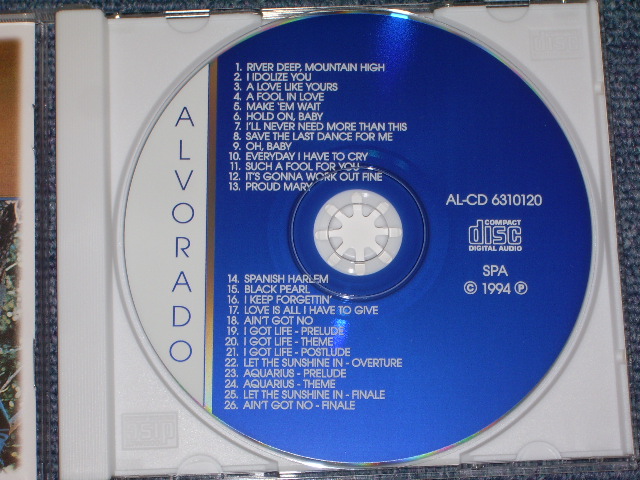 ALVORADO
1. RIVER DEEP, MOUNTAIN HIGH
2. I IDOLIZE YOU
3. A LOVE LIKE YOURS
4. A FOOL IN LOVE
5. MAKE 'EM WAIT
6. HOLD ON, BABY
7. I'LL NEVER NEED MORE THAN THIS
8. SAVE THE LAST DANCE FOR ME
9. OH, BABY
10. EVERYDAY I HAVE TO CRY
11. SUCH A FOOL FOR YOU
12. IT'S GONNA WORK OUT FINE
13. PROUD MARY
AL-CD 6310120
COMPACT
disc
DIGITAL AUDIO
SPA
© 1994 ℗
14. SPANISH HARLEM
15. BLACK PEARL
16. I KEEP FORGETTIN'
17. LOVE IS ALL I HAVE TO GIVE
18. AIN'T GOT NO
19. I GOT LIFE - PRELUDE
20. I GOT LIFE - THEME
21. I GOT LIFE - POSTLUDE
22. LET THE SUNSHINE IN - OVERTURE
23. AQUARIUS - PRELUDE
24. AQUARIUS - THEME
25. LET THE SUNSHINE IN - FINALE
26. AIN'T GOT NO - FINALE